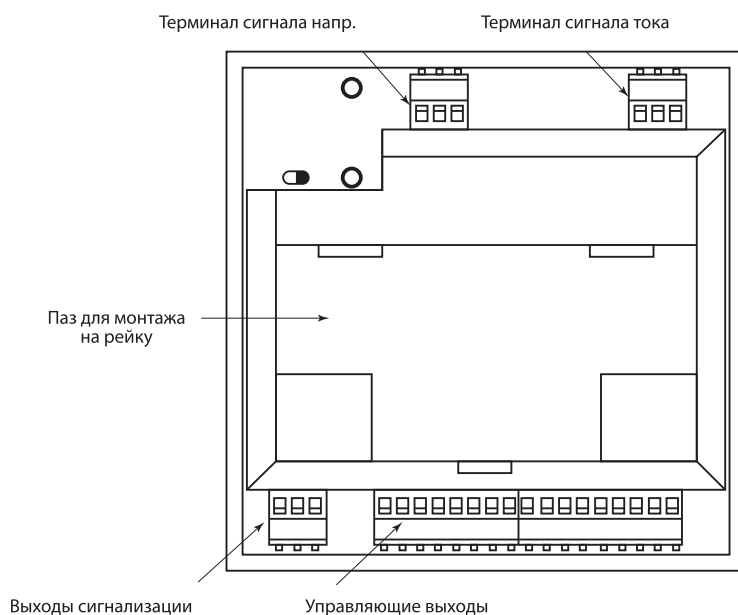 Терминал сигнала напр.
Терминал сигнала тока
Паз для монтажа
на рейку
Выходы сигнализации
Управляющие выходы